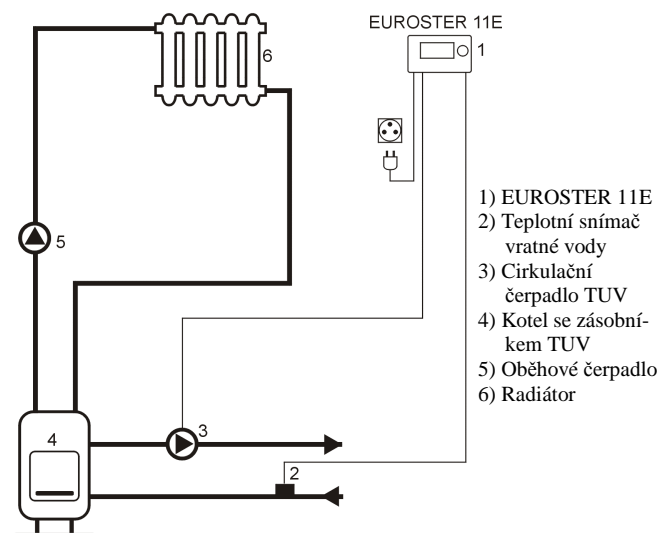 EUROSTER 11E
1
6
5
4
3
2
1) EUROSTER 11E
2) Teplotní snímač
vratné vody
3) Cirkulační
čerpadlo TUV
4) Kotel se zásobní-
kem TUV
5) Oběhové čerpadlo
6) Radiátor